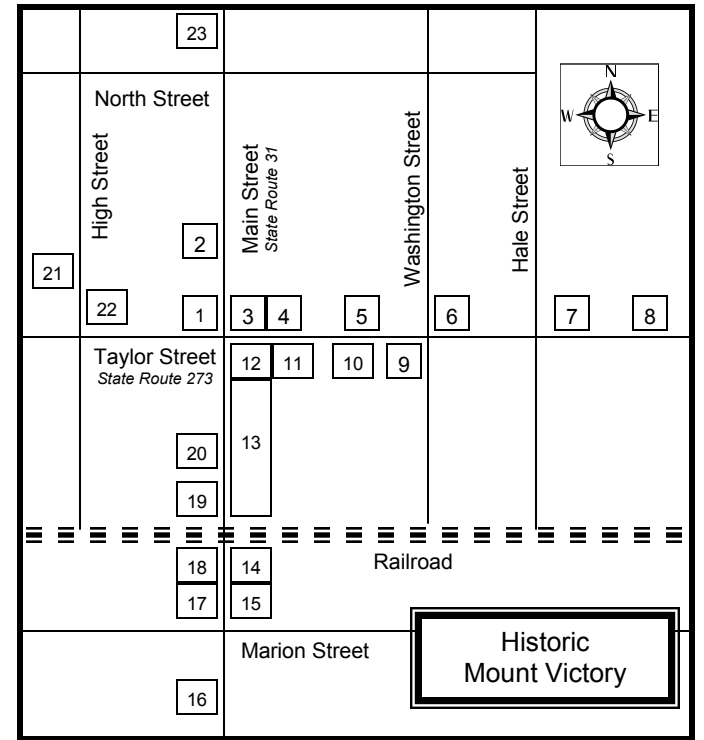 23
N
W E
S
North Street
High Street
Main Street
State Route 31
Washington Street
Hale Street
2
21
22
1
3
4
5
6
7
8
Taylor Street
State Route 273
12
11
10
9
20
13
19
Railroad
18
14
17
15
Marion Street
Historic
Mount Victory
16